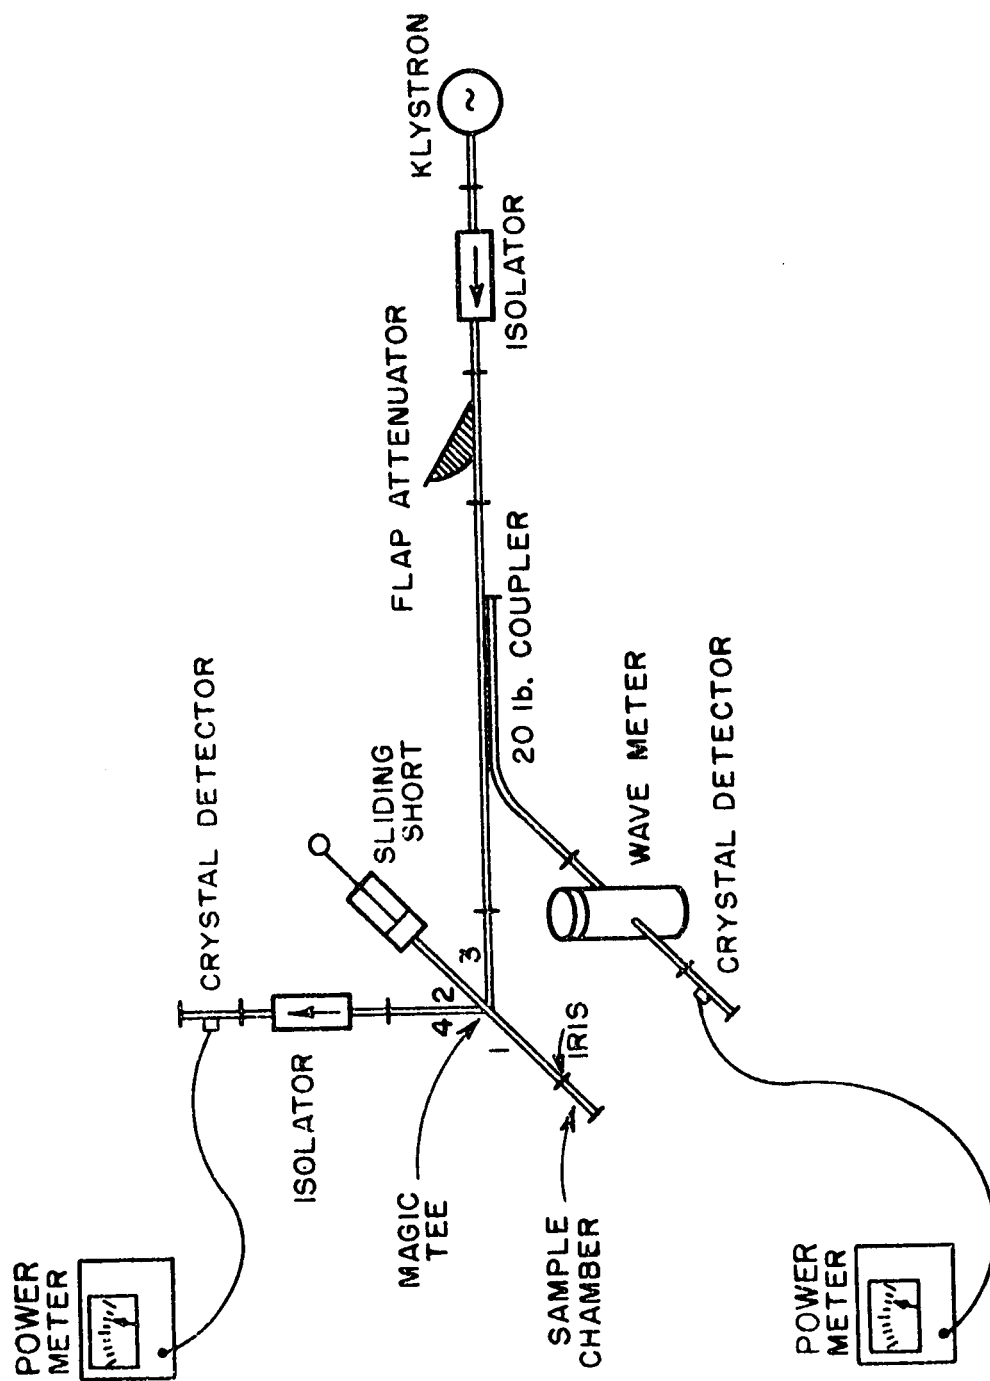 POWER
METER
CRYSTAL DETECTOR
ISOLATOR
MAGIC
TEE
4
2
1
3
SLIDING
SHORT
IRIS
SAMPLE
CHAMBER
FLAP ATTENUATOR
KLYSTRON
~
ISOLATOR
20 lb. COUPLER
WAVE METER
CRYSTAL DETECTOR
POWER
METER